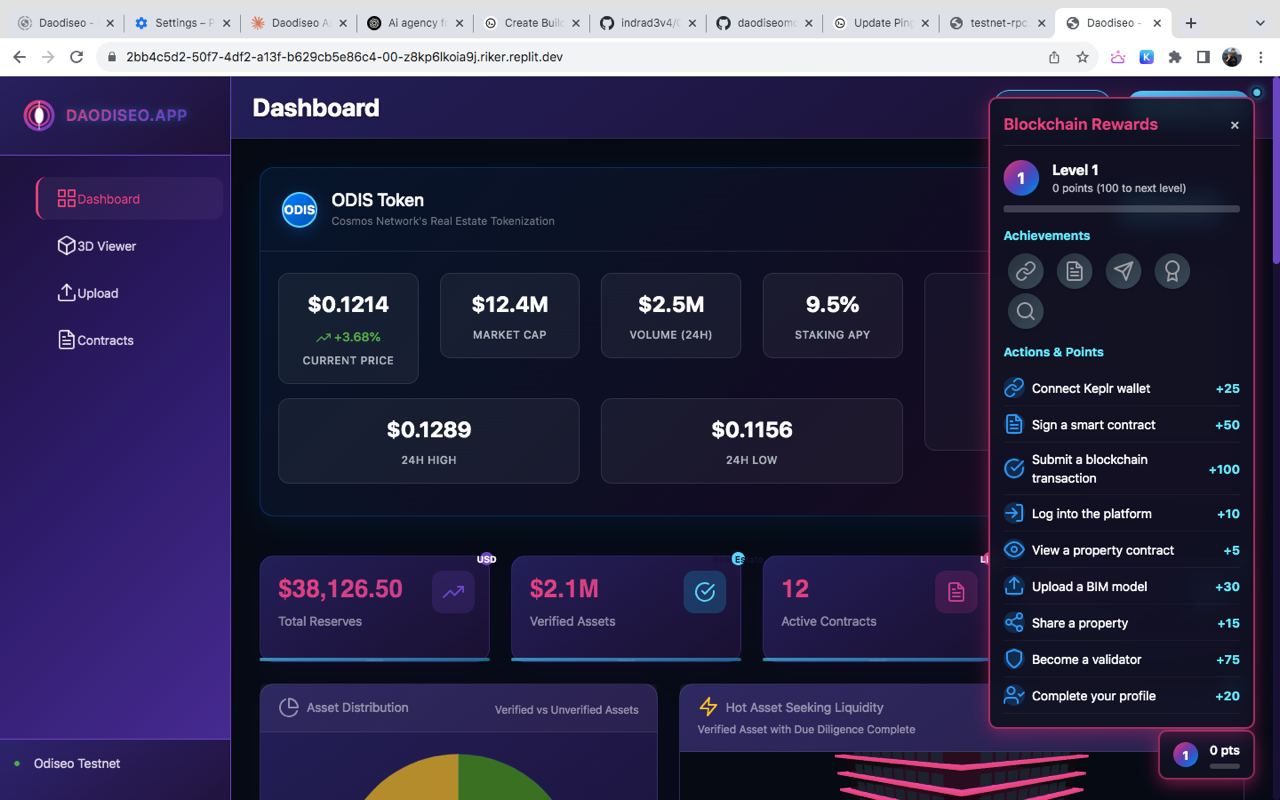 Daodiseo -
Settings – P
Daodiseo A
Ai agency f
Create Buil
indrad3v4/
daodiseomo
Update Pin
testnet-rpc
Daodiseo -
2bb4c5d2-50f7-4df2-a13f-b629cb5e86c4-00-z8kp6lkoia9j.riker.replit.dev
DAODISEO.APP
Dashboard
3D Viewer
Upload
Contracts
Odiseo Testnet
Dashboard
ODIS
ODIS Token
Cosmos Network's Real Estate Tokenization
$0.1214
+3.68%
CURRENT PRICE
$12.4M
MARKET CAP
$2.5M
VOLUME (24H)
9.5%
STAKING APY
$0.1289
24H HIGH
$0.1156
24H LOW
USD
$38,126.50
Total Reserves
$2.1M
Verified Assets
12
Active Contracts
Asset Distribution
Verified vs Unverified Assets
Hot Asset Seeking Liquidity
Verified Asset with Due Diligence Complete
Blockchain Rewards
×
1
Level 1
0 points (100 to next level)
Achievements
Actions & Points
Connect Keplr wallet +25
Sign a smart contract +50
Submit a blockchain
transaction +100
Log into the platform +10
View a property contract +5
Upload a BIM model +30
Share a property +15
Become a validator +75
Complete your profile +20
1
0 pts